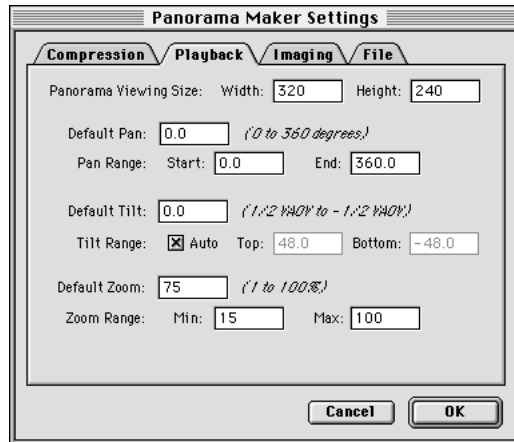 Panorama Maker Settings
Compression Playback Imaging File
Panorama Viewing Size: Width: 320 Height: 240
Default Pan: 0.0 (0 to 360 degrees)
Pan Range: Start: 0.0 End: 360.0
Default Tilt: 0.0 (1/2 VAOV to - 1/2 VAOV)
Tilt Range: Auto Top: 48.0 Bottom: -48.0
Default Zoom: 75 (1 to 100%)
Zoom Range: Min: 15 Max: 100
Cancel OK